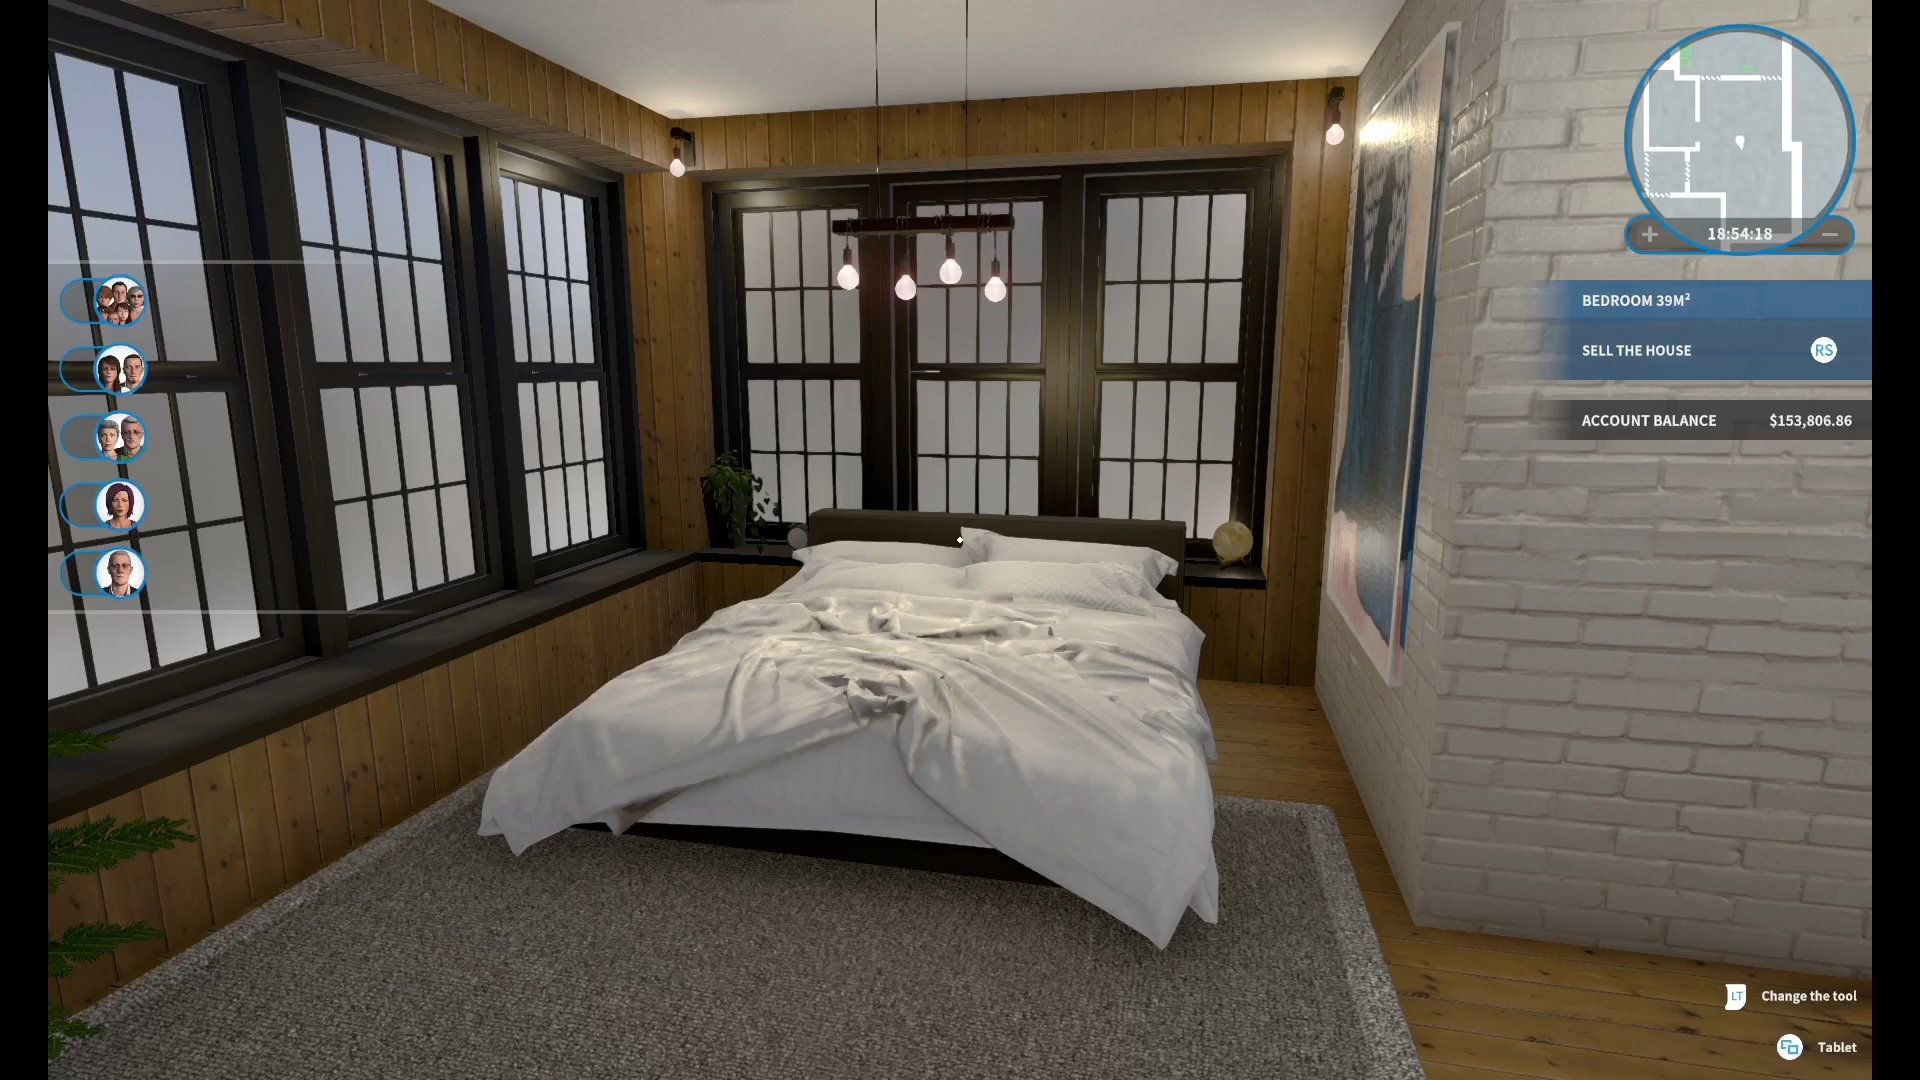 18:54:18
BEDROOM 39M²
SELL THE HOUSE RS
ACCOUNT BALANCE $153,806.86
LT Change the tool
Tablet